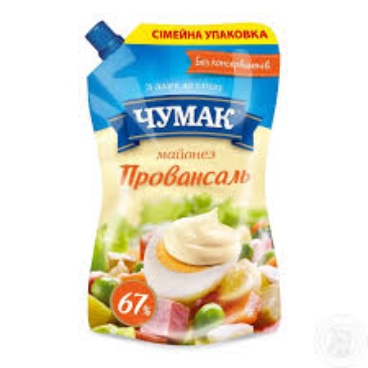 СІМЕЙНА УПАКОВКА
Без консервантів
ЧУМАК
майонез
Провансаль
67%